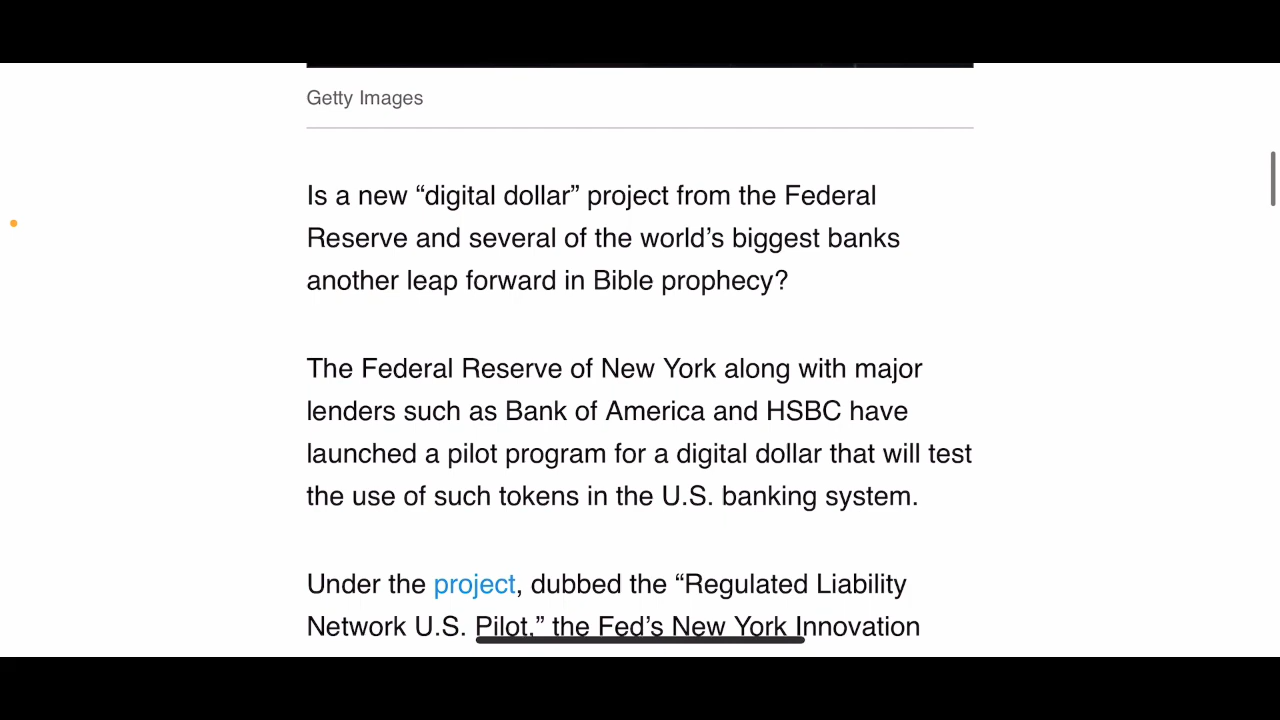 Getty Images
Is a new “digital dollar” project from the Federal
Reserve and several of the world’s biggest banks
another leap forward in Bible prophecy?
The Federal Reserve of New York along with major
lenders such as Bank of America and HSBC have
launched a pilot program for a digital dollar that will test
the use of such tokens in the U.S. banking system.
Under the project, dubbed the “Regulated Liability
Network U.S. Pilot,” the Fed’s New York Innovation